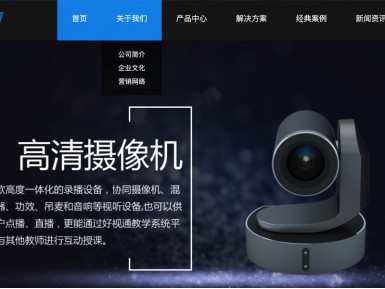 首页 关于我们 产品中心 解决方案 经典案例 新闻资讯
公司简介
企业文化
营销网络
高清摄像机
高度一体化的录播设备，协同摄像机、混
器、功效、吊麦和音响等视听设备,也可以供
户点播、直播，更能通过好视通教学系统平
与其他教师进行互动授课。